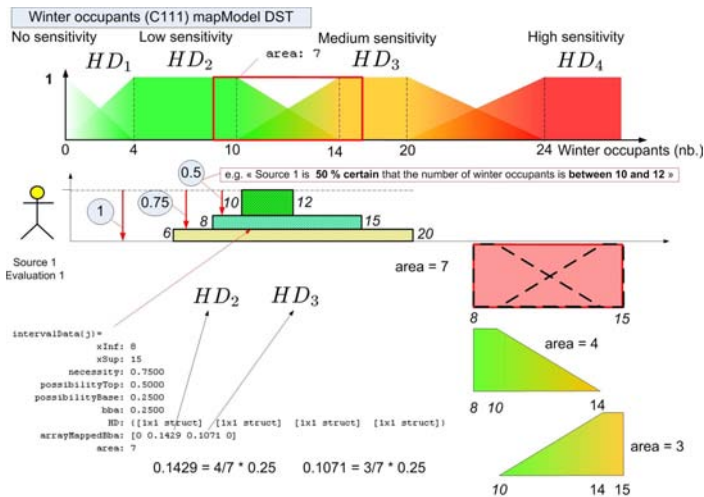 Winter occupants (C111) mapModel DST
No sensitivity
Low sensitivity
Medium sensitivity
High sensitivity
area: 7
HD1 HD2 HD3 HD4
1
0 4 10 14 20 24 Winter occupants (nb.)
e.g. « Source 1 is 50 % certain that the number of winter occupants is between 10 and 12 »
0.5
0.75
1
10 12
8 15
6 20
Source 1
Evaluation 1
area = 7
8 15
HD2 HD3
intervalData(j)=
xInf: 8
xSup: 15
necessity: 0.7500
possibilityTop: 0.5000
possibilityBase: 0.2500
bba: 0.2500
HD: ([1x1 struct] [1x1 struct] [1x1 struct] [1x1 struct])
arrayMappedBba: [0 0.1429 0.1071 0]
area: 7
0.1429 = 4/7 * 0.25
0.1071 = 3/7 * 0.25
area = 4
8 10 14
area = 3
10 14 15